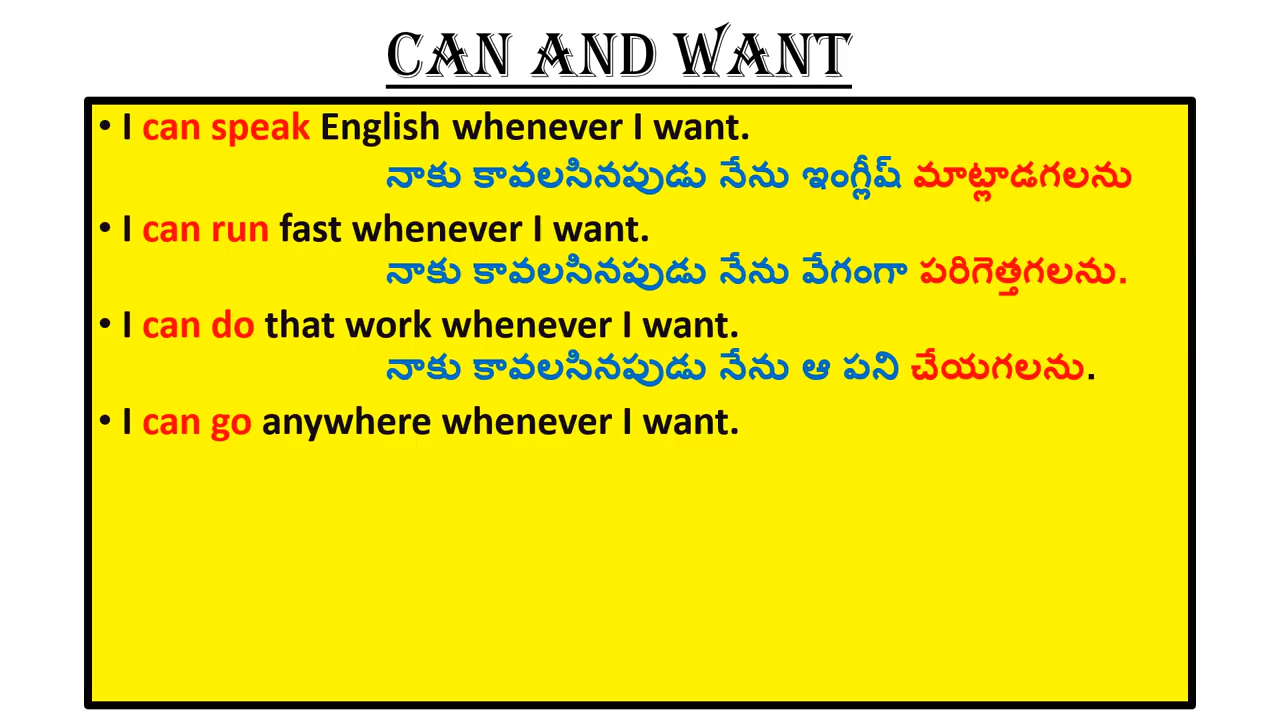 CAN AND WANT
• I can speak English whenever I want.
నాకు కావలసినపుడు నేను ఇంగ్లీష్ మాట్లాడగలను
• I can run fast whenever I want.
నాకు కావలసినపుడు నేను వేగంగా పరిగెత్తగలను.
• I can do that work whenever I want.
నాకు కావలసినపుడు నేను ఆ పని చేయగలను.
• I can go anywhere whenever I want.